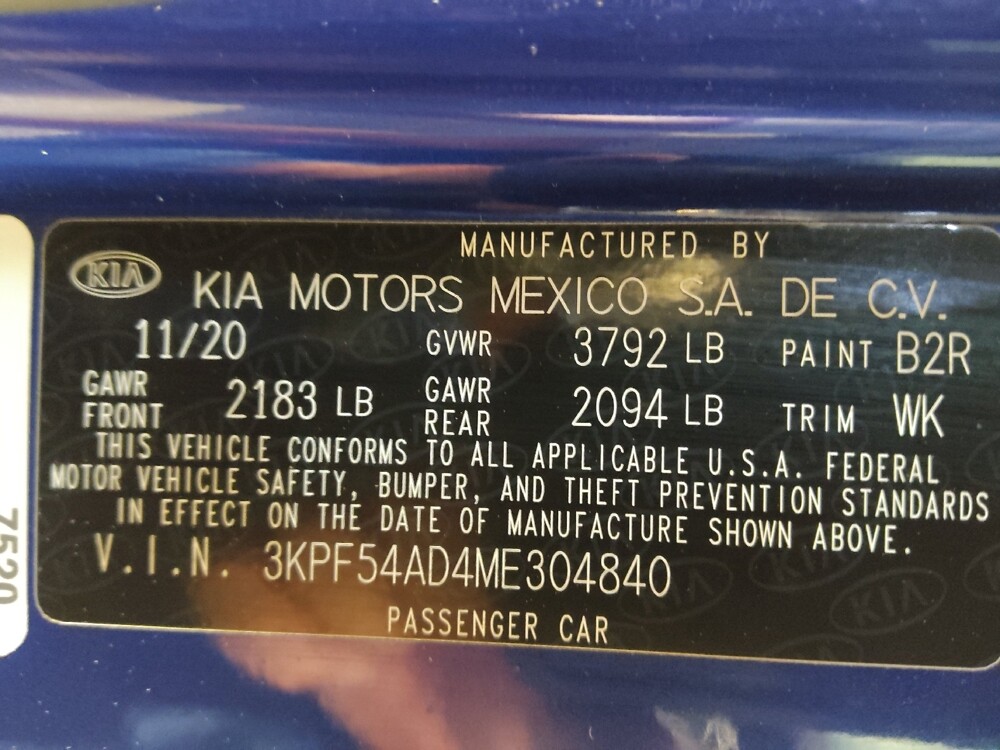 MANUFACTURED BY
KIA KIA MOTORS MEXICO S.A. DE C.V.
11/20 GVWR 3792 LB PAINT B2R
GAWR FRONT 2183 LB GAWR REAR 2094 LB TRIM WK
THIS VEHICLE CONFORMS TO ALL APPLICABLE U.S.A. FEDERAL
MOTOR VEHICLE SAFETY, BUMPER, AND THEFT PREVENTION STANDARDS
IN EFFECT ON THE DATE OF MANUFACTURE SHOWN ABOVE.
V.I.N. 3KPF54AD4ME304840
PASSENGER CAR
7520